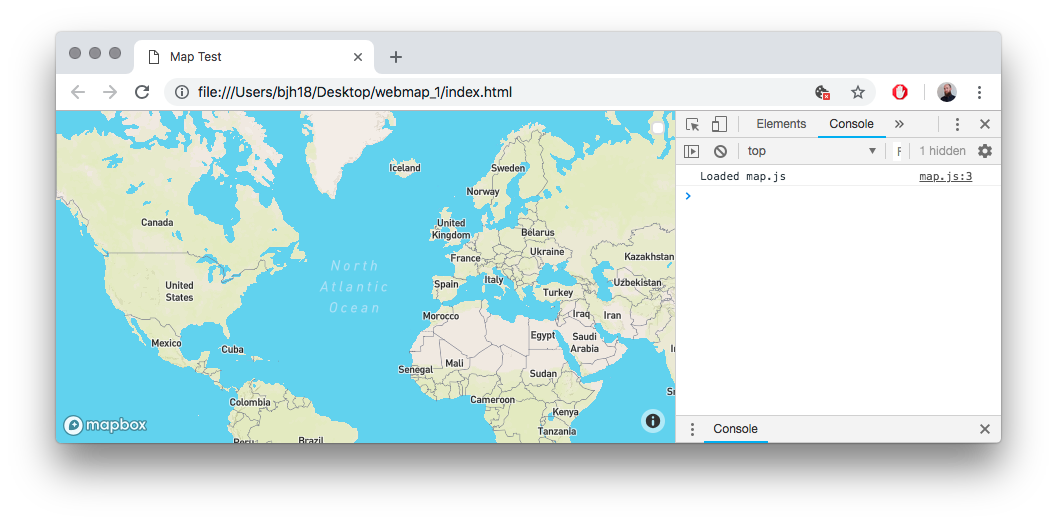 Map Test
file:///Users/bjh18/Desktop/webmap_1/index.html
Elements Console »
top
1 hidden
Loaded map.js map.js:3
Iceland
Sweden
Norway
Canada
United
Kingdom
Belarus
Ukraine
France
Kazakhstan
North
Atlantic
Ocean
United
States
Spain
Italy
Turkey
Uzbekistan
Morocco
Iraq
Iran
Mexico
Cuba
Egypt
Saudi
Arabia
Senegal
Mali
Sudan
Colombia
Cameroon
Kenya
Tanzania
Peru
Brazil
mapbox
Console